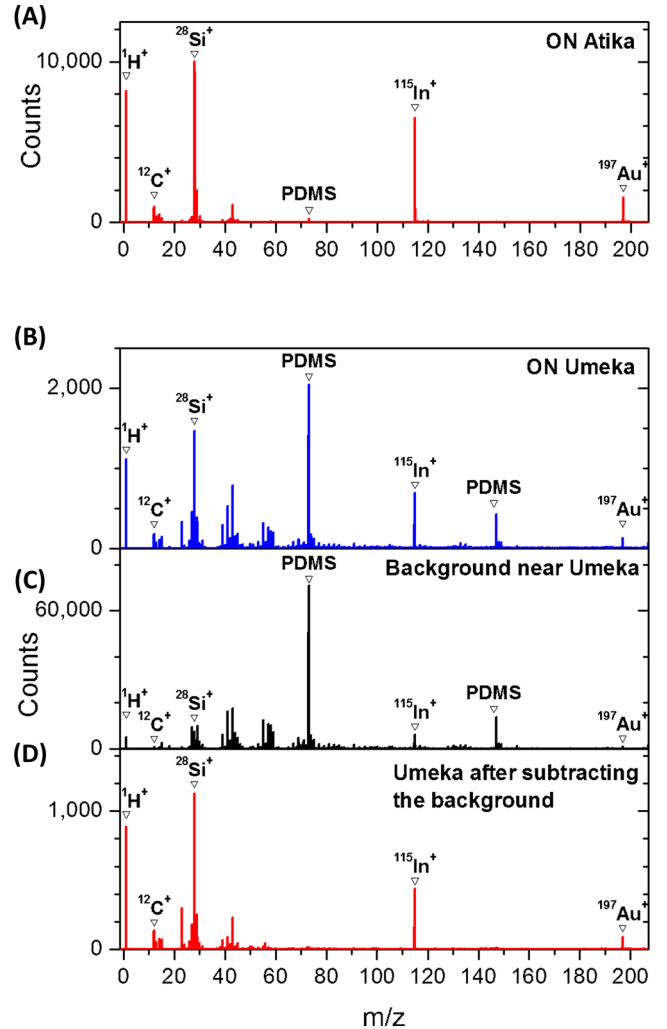 (A)
ON Atika
¹H⁺
²⁸Si⁺
¹²C⁺
PDMS
¹¹⁵In⁺
¹⁹⁷Au⁺
10,000
0
Counts
0 20 40 60 80 100 120 140 160 180 200
(B)
ON Umeka
PDMS
²⁸Si⁺
¹H⁺
¹²C⁺
¹¹⁵In⁺
PDMS
¹⁹⁷Au⁺
2,000
0
(C)
Background near Umeka
PDMS
¹H⁺
¹²C⁺
²⁸Si⁺
¹¹⁵In⁺
PDMS
¹⁹⁷Au⁺
60,000
0
Counts
(D)
Umeka after subtracting
the background
¹H⁺
²⁸Si⁺
¹²C⁺
¹¹⁵In⁺
¹⁹⁷Au⁺
1,000
0
0 20 40 60 80 100 120 140 160 180 200
m/z